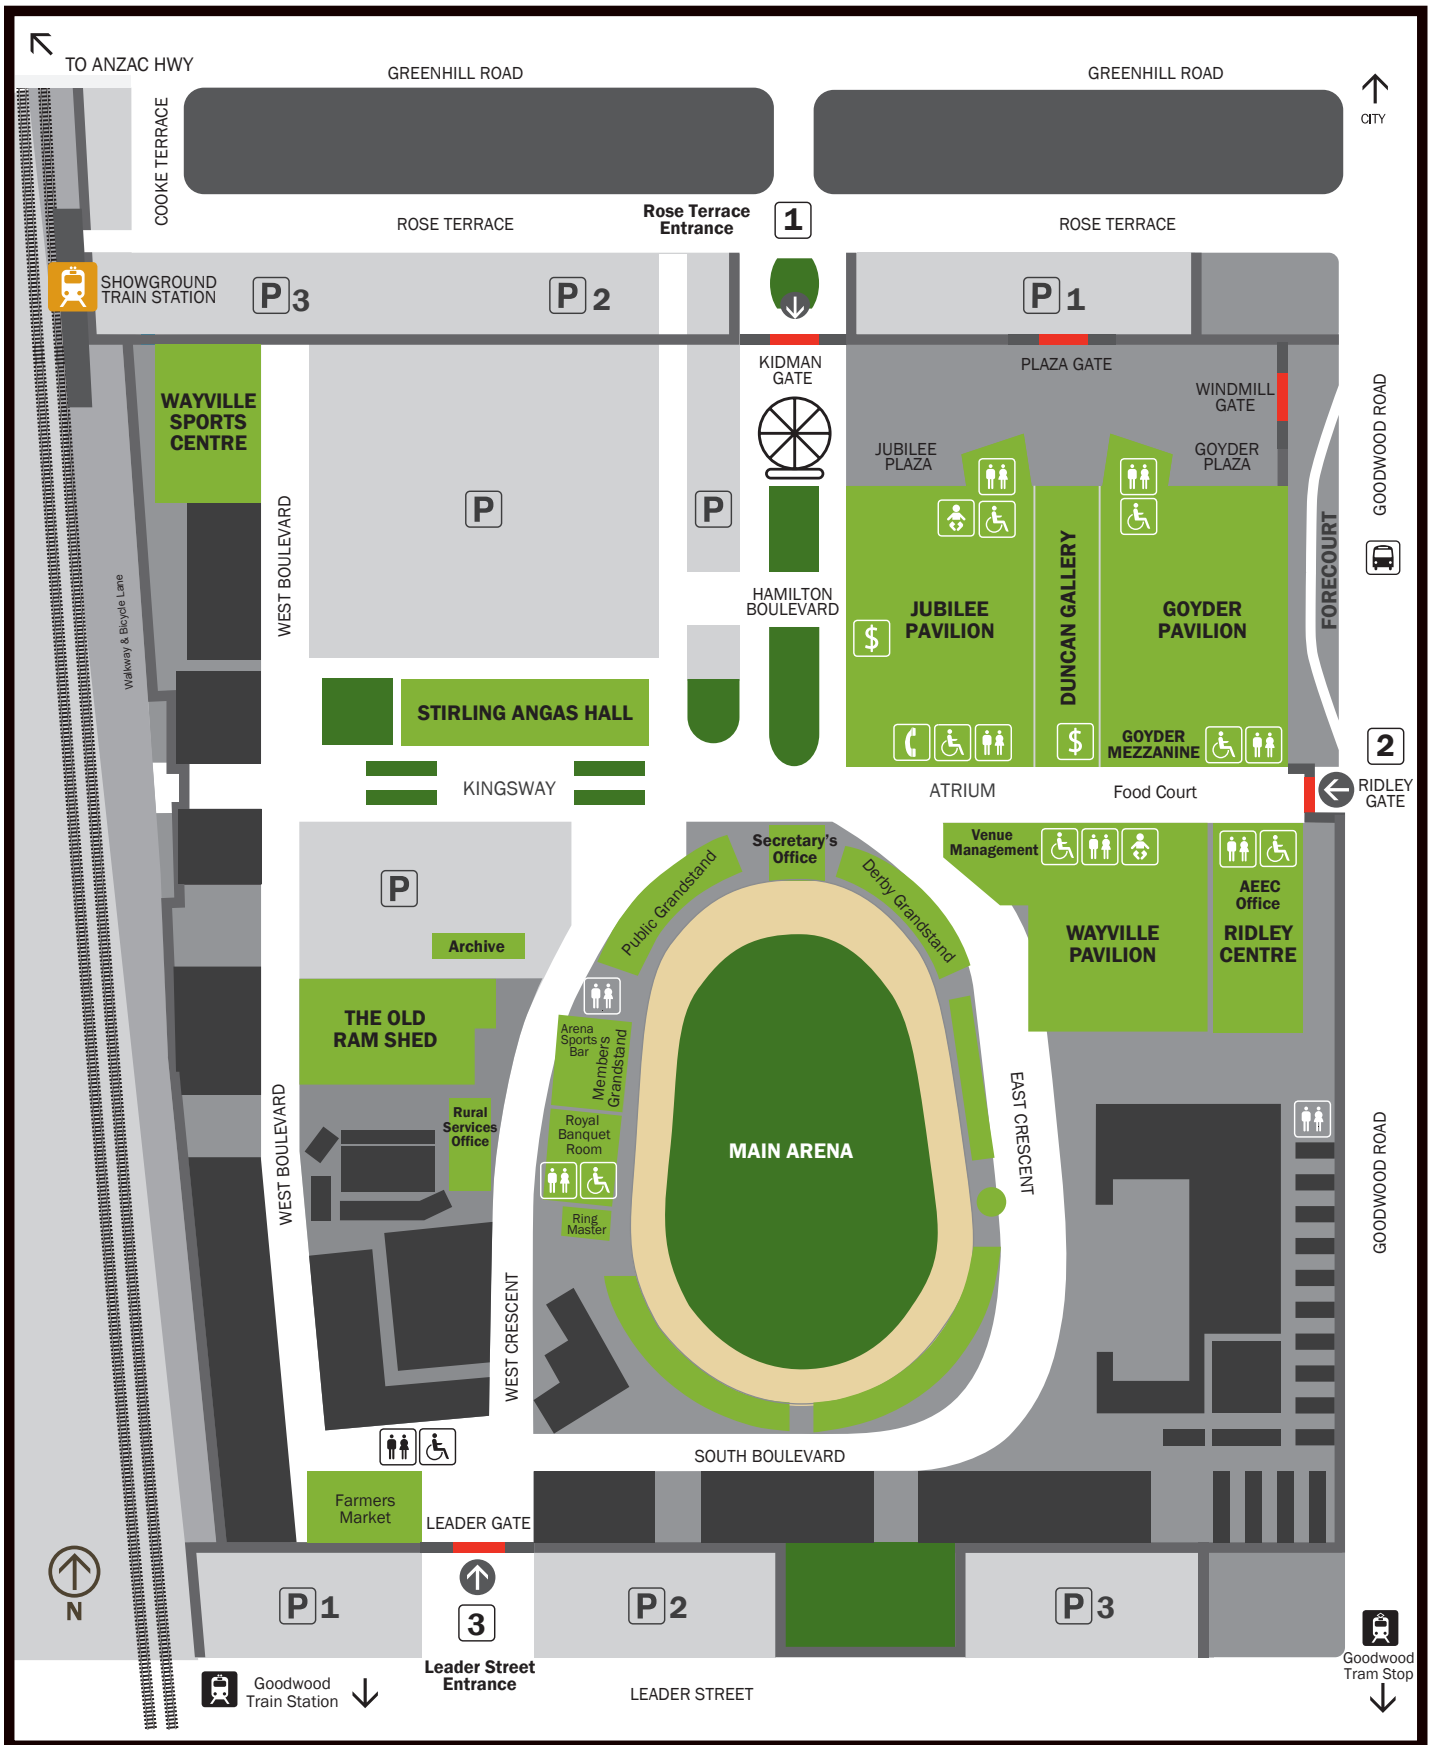 TO ANZAC HWY
GREENHILL ROAD
GREENHILL ROAD
CITY
COOKE TERRACE
ROSE TERRACE
Rose Terrace
Entrance
1
ROSE TERRACE
SHOWGROUND
TRAIN STATION
P 3
P 2
P 1
KIDMAN
GATE
PLAZA GATE
WINDMILL
GATE
WAYVILLE
SPORTS
CENTRE
JUBILEE
PLAZA
GOYDER
PLAZA
GOODWOOD ROAD
WEST BOULEVARD
P
P
FORECOURT
Walkway & Bicycle Lane
HAMILTON
BOULEVARD
JUBILEE
PAVILION
$
DUNCAN GALLERY
GOYDER
PAVILION
STIRLING ANGAS HALL
$
GOYDER
MEZZANINE
2
RIDLEY
GATE
KINGSWAY
ATRIUM
Food Court
Secretary's
Office
Public Grandstand
Derby Grandstand
Venue
Management
P
AEEC
Office
Archive
WAYVILLE
PAVILION
RIDLEY
CENTRE
THE OLD
RAM SHED
Arena
Sports
Bar
Members
Grandstand
EAST CRESCENT
Rural
Services
Office
Royal
Banquet
Room
MAIN ARENA
WEST BOULEVARD
GOODWOOD ROAD
Ring
Master
WEST CRESCENT
SOUTH BOULEVARD
Farmers
Market
LEADER GATE
N
P 1
3
P 2
P 3
Leader Street
Entrance
Goodwood
Train Station
LEADER STREET
Goodwood
Tram Stop